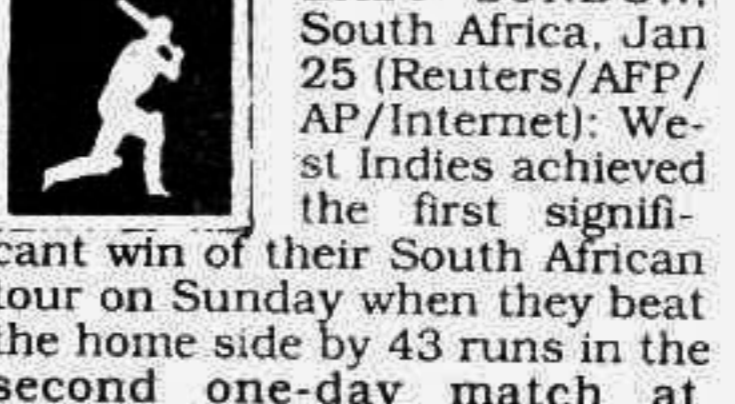 South Africa, Jan
25 (Reuters/AFP/
AP/Internet): We-
st Indies achieved
the first signifi-
cant win of their South African
tour on Sunday when they beat
the home side by 43 runs in the
second one-day match at